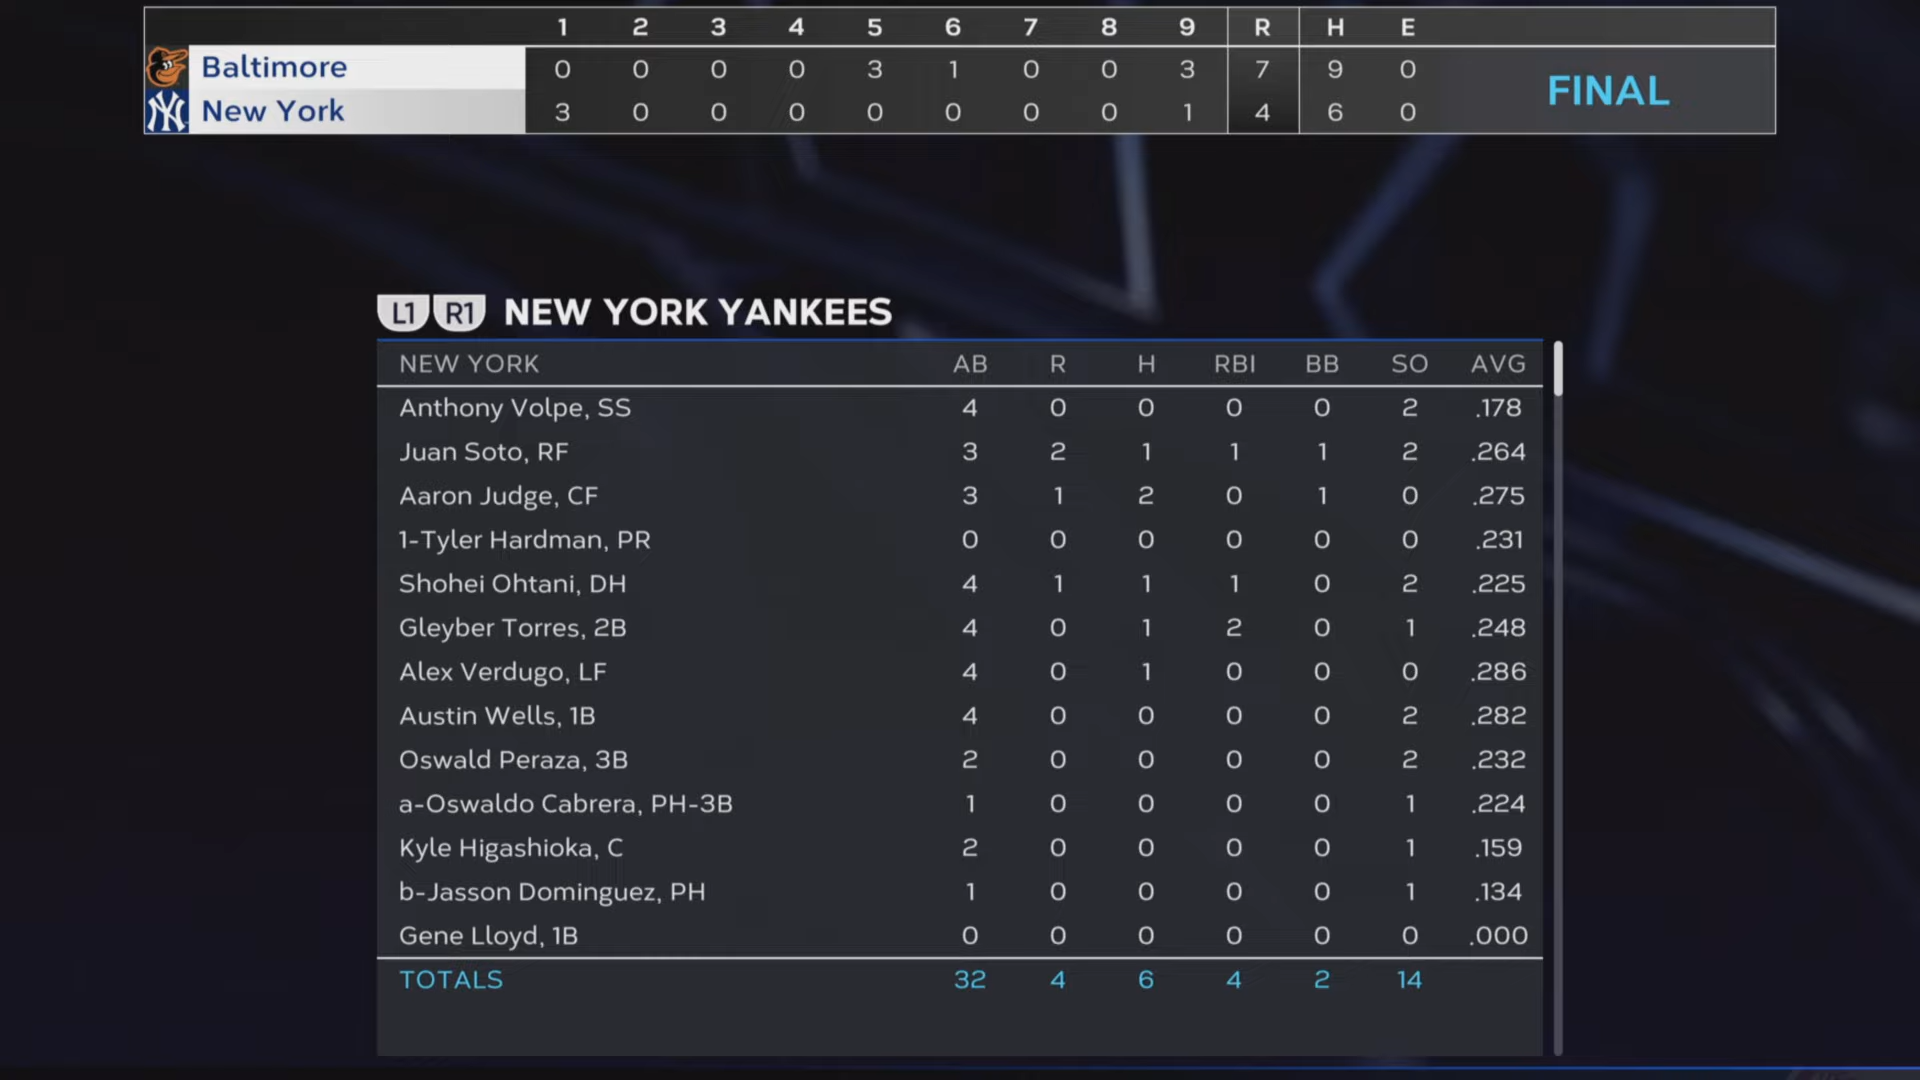 1 2 3 4 5 6 7 8 9 R H E
Baltimore 0 0 0 0 3 1 0 0 3 7 9 0
NY New York 3 0 0 0 0 0 0 0 1 4 6 0
FINAL
L1 R1 NEW YORK YANKEES
NEW YORK AB R H RBI BB SO AVG
Anthony Volpe, SS 4 0 0 0 0 2 .178
Juan Soto, RF 3 2 1 1 1 2 .264
Aaron Judge, CF 3 1 2 0 1 0 .275
1-Tyler Hardman, PR 0 0 0 0 0 0 .231
Shohei Ohtani, DH 4 1 1 1 0 2 .225
Gleyber Torres, 2B 4 0 1 2 0 1 .248
Alex Verdugo, LF 4 0 1 0 0 0 .286
Austin Wells, 1B 4 0 0 0 0 2 .282
Oswald Peraza, 3B 2 0 0 0 0 2 .232
a-Oswaldo Cabrera, PH-3B 1 0 0 0 0 1 .224
Kyle Higashioka, C 2 0 0 0 0 1 .159
b-Jasson Dominguez, PH 1 0 0 0 0 1 .134
Gene Lloyd, 1B 0 0 0 0 0 0 .000
TOTALS 32 4 6 4 2 14